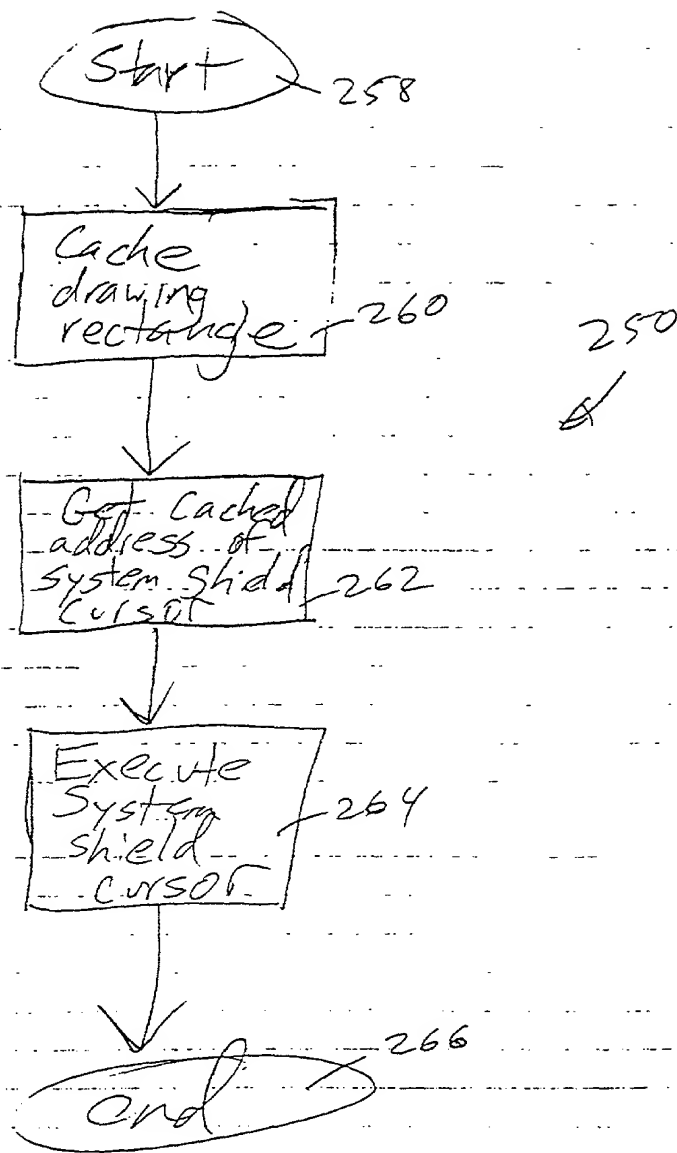 Start
258
Cache
drawing
rectangle
260
250
Get Cached
address of
system shield
cursor
262
Execute
System
shield
cursor
264
266
end